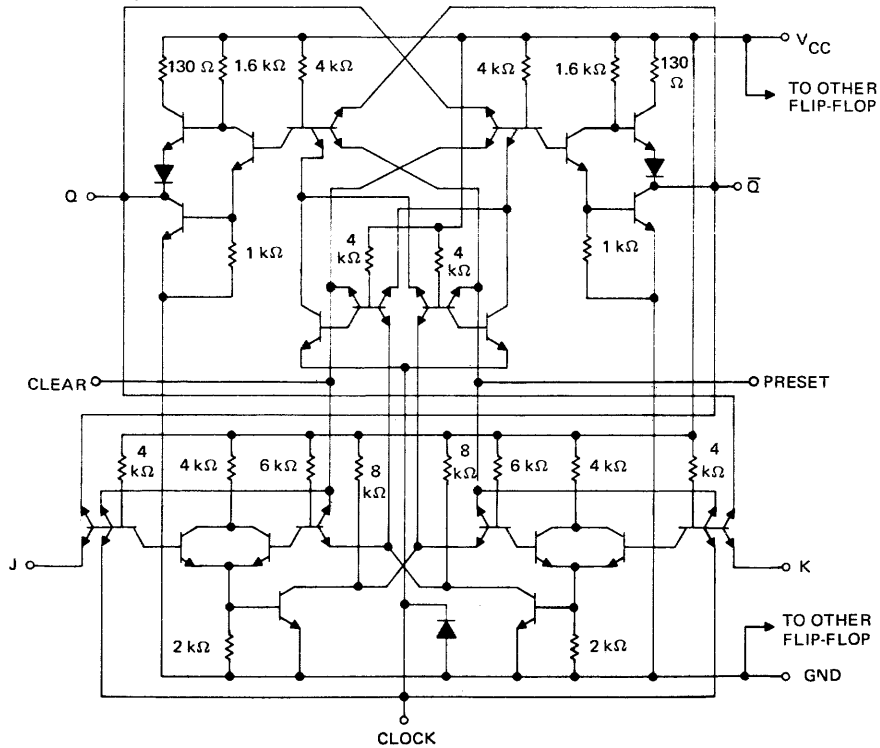 V_CC
130 Ω
1.6 kΩ
4 kΩ
4 kΩ
1.6 kΩ
130
Ω
TO OTHER
FLIP-FLOP
Q
Q̅
1 kΩ
4
kΩ
4
kΩ
1 kΩ
CLEAR
PRESET
4
kΩ
4 kΩ
6 kΩ
8
kΩ
8
kΩ
6 kΩ
4 kΩ
4
kΩ
J
K
2 kΩ
2 kΩ
TO OTHER
FLIP-FLOP
GND
CLOCK